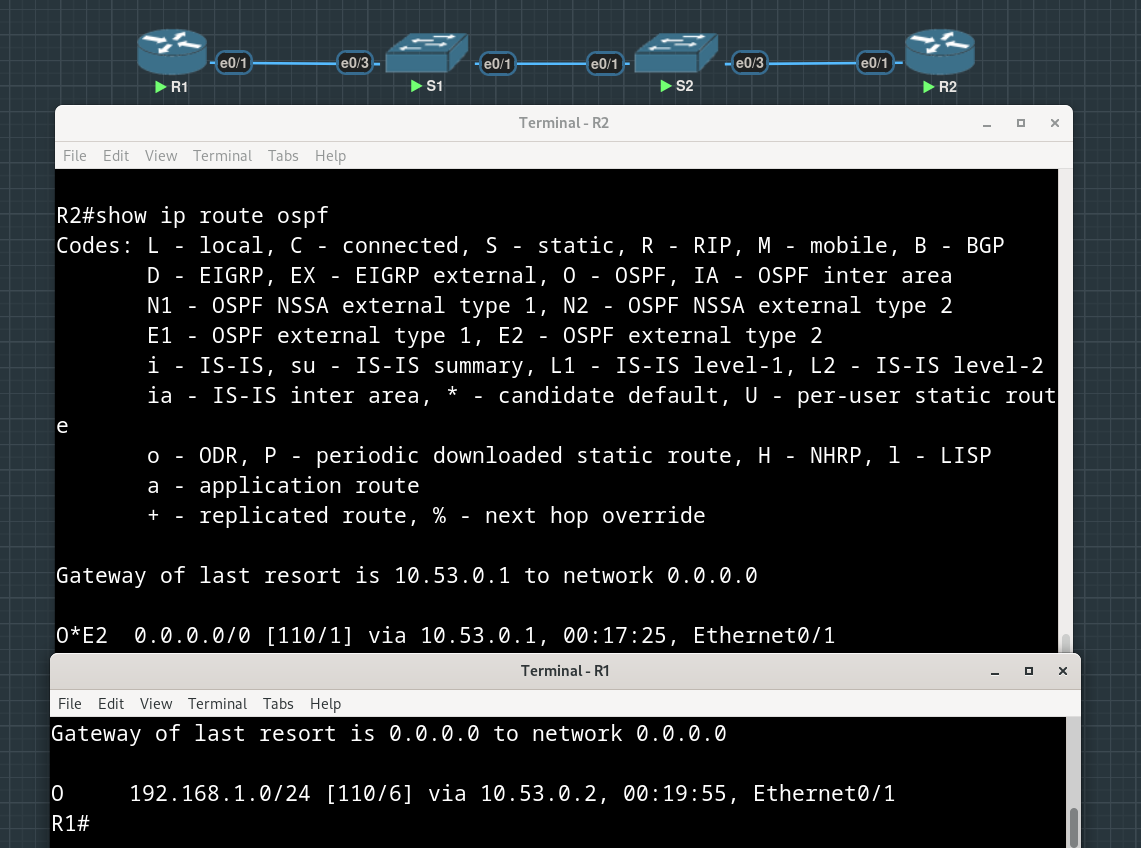 e0/1 e0/3 e0/1 e0/1 e0/3 e0/1
R1 S1 S2 R2
Terminal - R2
File Edit View Terminal Tabs Help
R2#show ip route ospf
Codes: L - local, C - connected, S - static, R - RIP, M - mobile, B - BGP
D - EIGRP, EX - EIGRP external, O - OSPF, IA - OSPF inter area
N1 - OSPF NSSA external type 1, N2 - OSPF NSSA external type 2
E1 - OSPF external type 1, E2 - OSPF external type 2
i - IS-IS, su - IS-IS summary, L1 - IS-IS level-1, L2 - IS-IS level-2
ia - IS-IS inter area, * - candidate default, U - per-user static rout
e
o - ODR, P - periodic downloaded static route, H - NHRP, l - LISP
a - application route
+ - replicated route, % - next hop override
Gateway of last resort is 10.53.0.1 to network 0.0.0.0
O*E2 0.0.0.0/0 [110/1] via 10.53.0.1, 00:17:25, Ethernet0/1
Terminal - R1
File Edit View Terminal Tabs Help
Gateway of last resort is 0.0.0.0 to network 0.0.0.0
O 192.168.1.0/24 [110/6] via 10.53.0.2, 00:19:55, Ethernet0/1
R1#